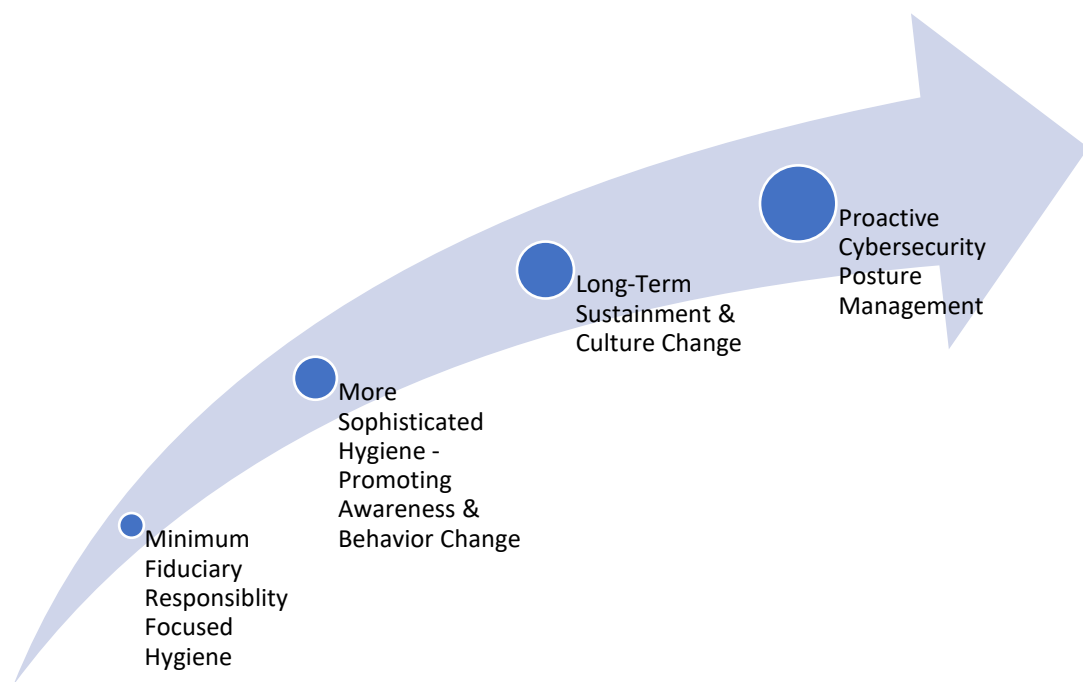 Minimum
Fiduciary
Responsiblity
Focused
Hygiene
More
Sophisticated
Hygiene -
Promoting
Awareness &
Behavior Change
Long-Term
Sustainment &
Culture Change
Proactive
Cybersecurity
Posture
Management